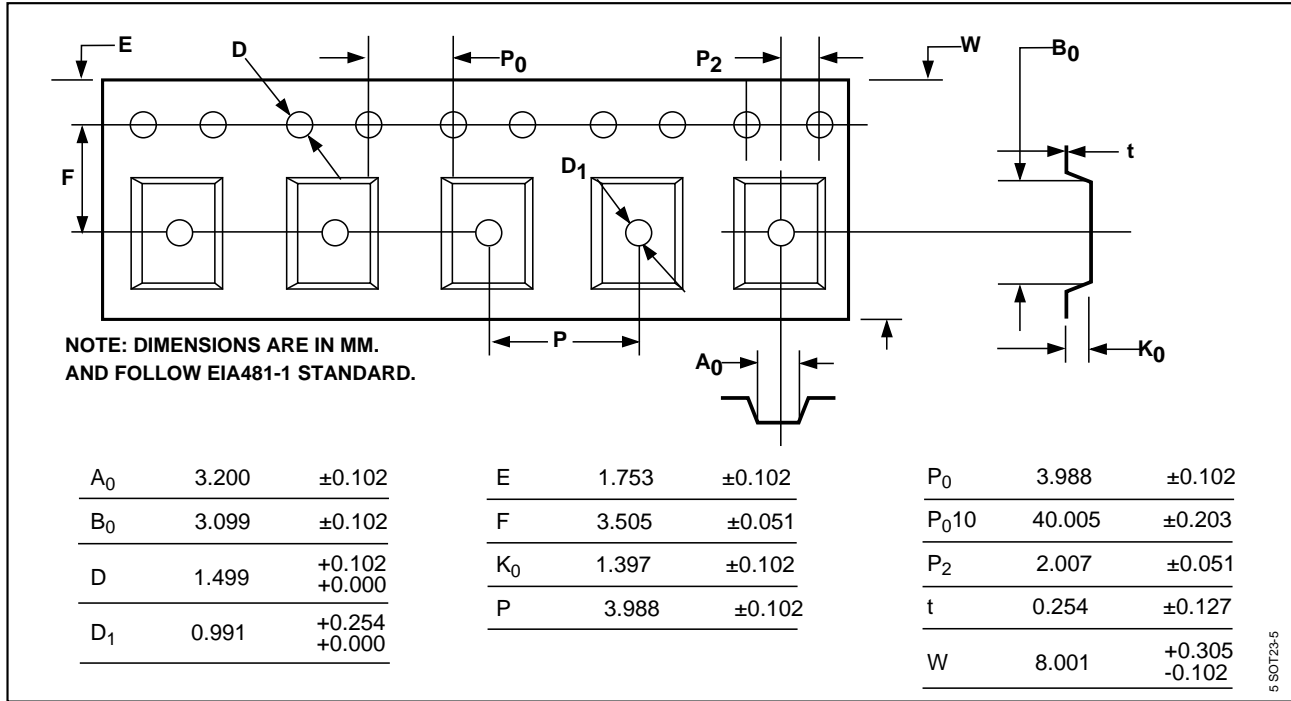 E
D
P0
P2
W
B0
F
D1
t
NOTE: DIMENSIONS ARE IN MM.
AND FOLLOW EIA481-1 STANDARD.
P
A0
K0
A0 3.200 ±0.102
B0 3.099 ±0.102
D 1.499 +0.102
+0.000
D1 0.991 +0.254
+0.000
E 1.753 ±0.102
F 3.505 ±0.051
K0 1.397 ±0.102
P 3.988 ±0.102
P0 3.988 ±0.102
P010 40.005 ±0.203
P2 2.007 ±0.051
t 0.254 ±0.127
W 8.001 +0.305
-0.102
5 SOT23-5